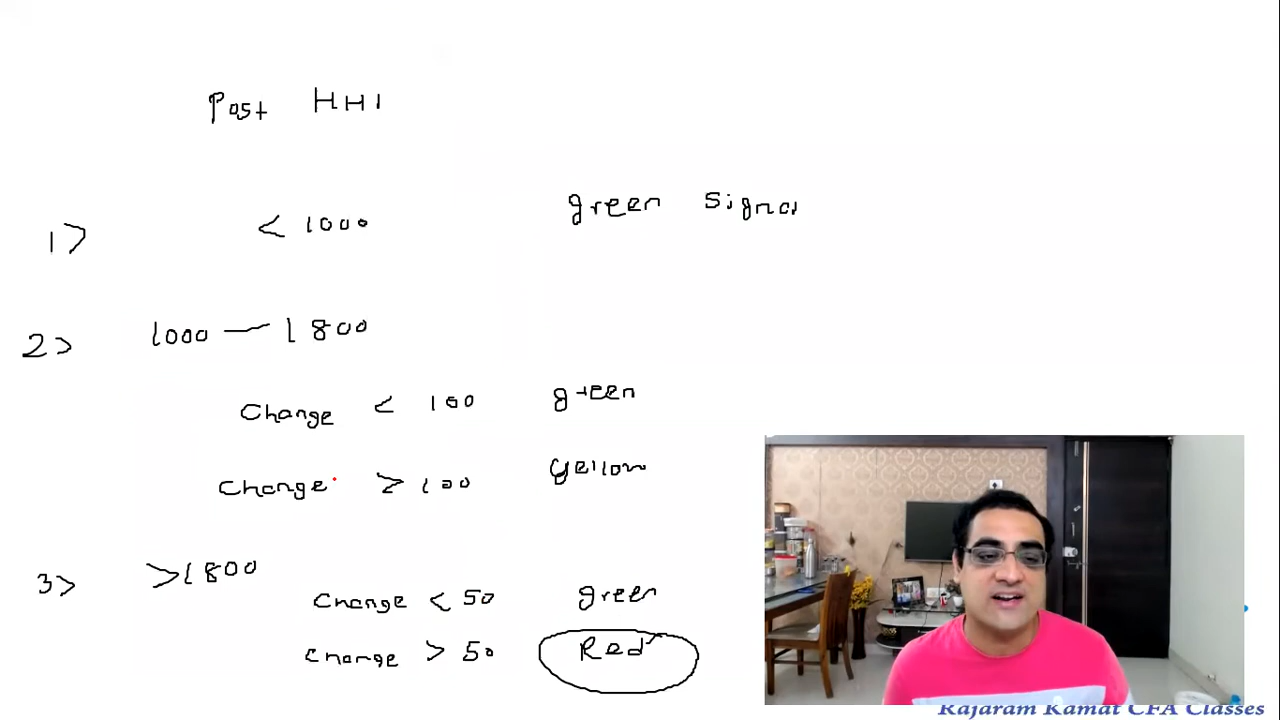 Post HHI
1> < 1000 green Signal
2> 1000 — 1800
Change < 100 green
Change > 100 yellow
3> >1800
Change < 50 green
Change > 50 Red
Rajaram Kamat CFA Classes